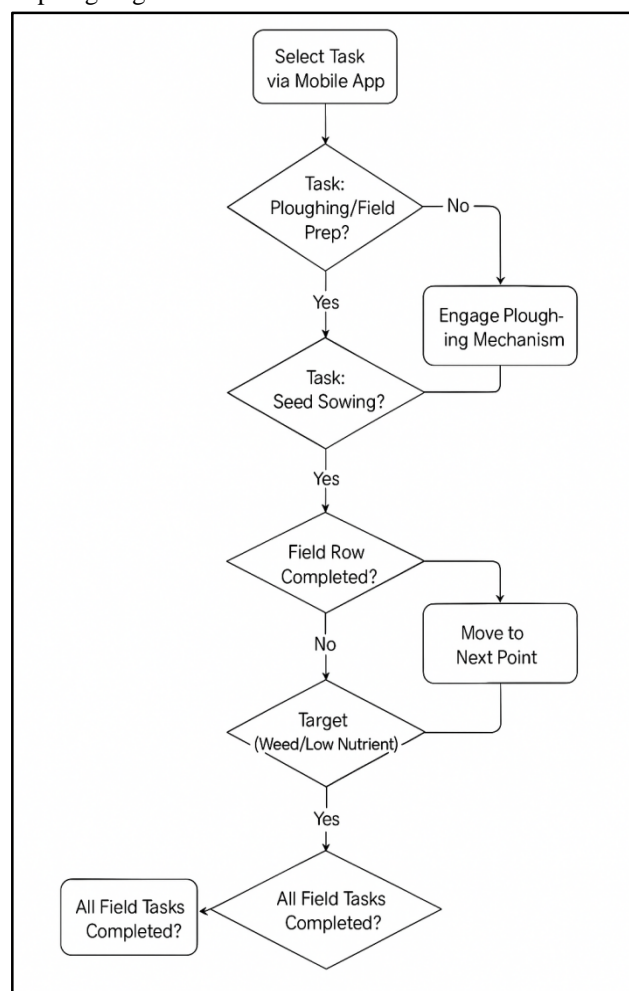 Select Task
via Mobile App
Task:
Ploughing/Field
Prep?
No
Yes
Engage Plough-
ing Mechanism
Task:
Seed Sowing?
Yes
Field Row
Completed?
No
Move to
Next Point
Target
(Weed/Low Nutrient)
Yes
All Field Tasks
Completed?
All Field Tasks
Completed?